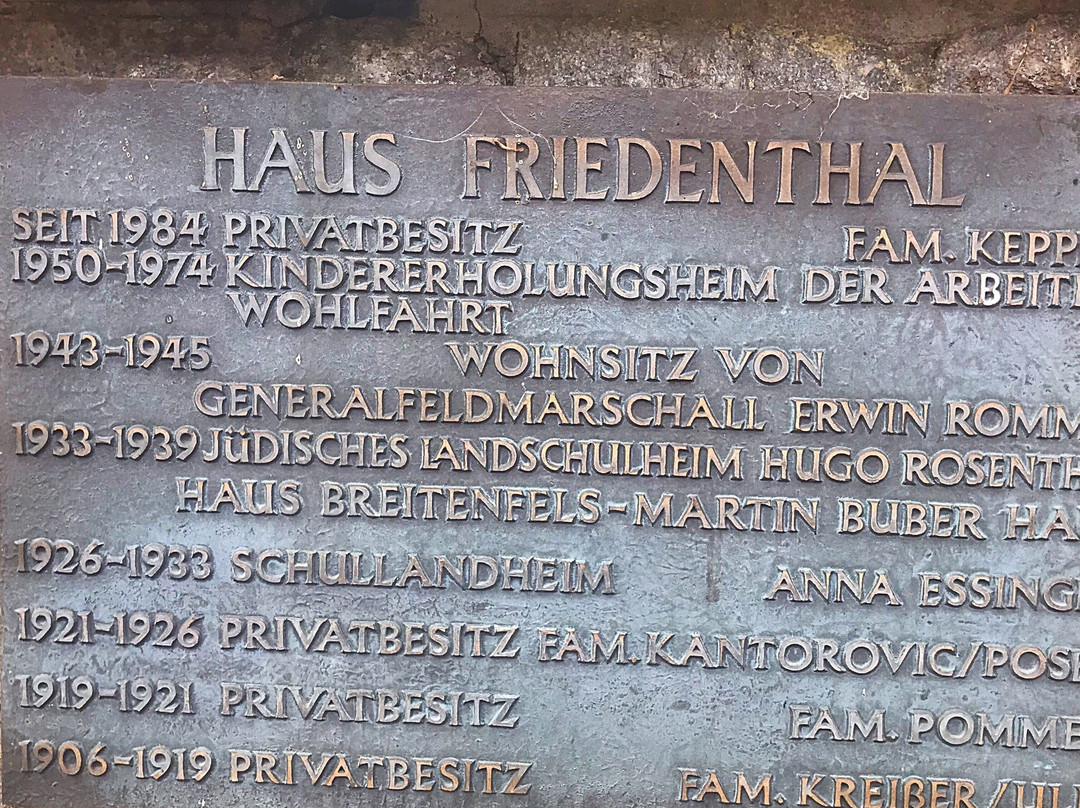 HAUS FRIEDENTHAL
SEIT 1984 PRIVATBESITZ FAM. KEPP
1950-1974 KINDERERHOLUNGSHEIM DER ARBEIT
WOHLFAHRT
1943-1945 WOHNSITZ VON
GENERALFELDMARSCHALL ERWIN ROMM
1933-1939 JÜDISCHES LANDSCHULHEIM HUGO ROSENTH
HAUS BREITENFELS-MARTIN BUBER HA
1926-1933 SCHULLANDHEIM ANNA ESSING
1921-1926 PRIVATBESITZ FAM. KANTOROVIC/POS
1919-1921 PRIVATBESITZ FAM. POMME
1906-1919 PRIVATBESITZ FAM. KREIßER/